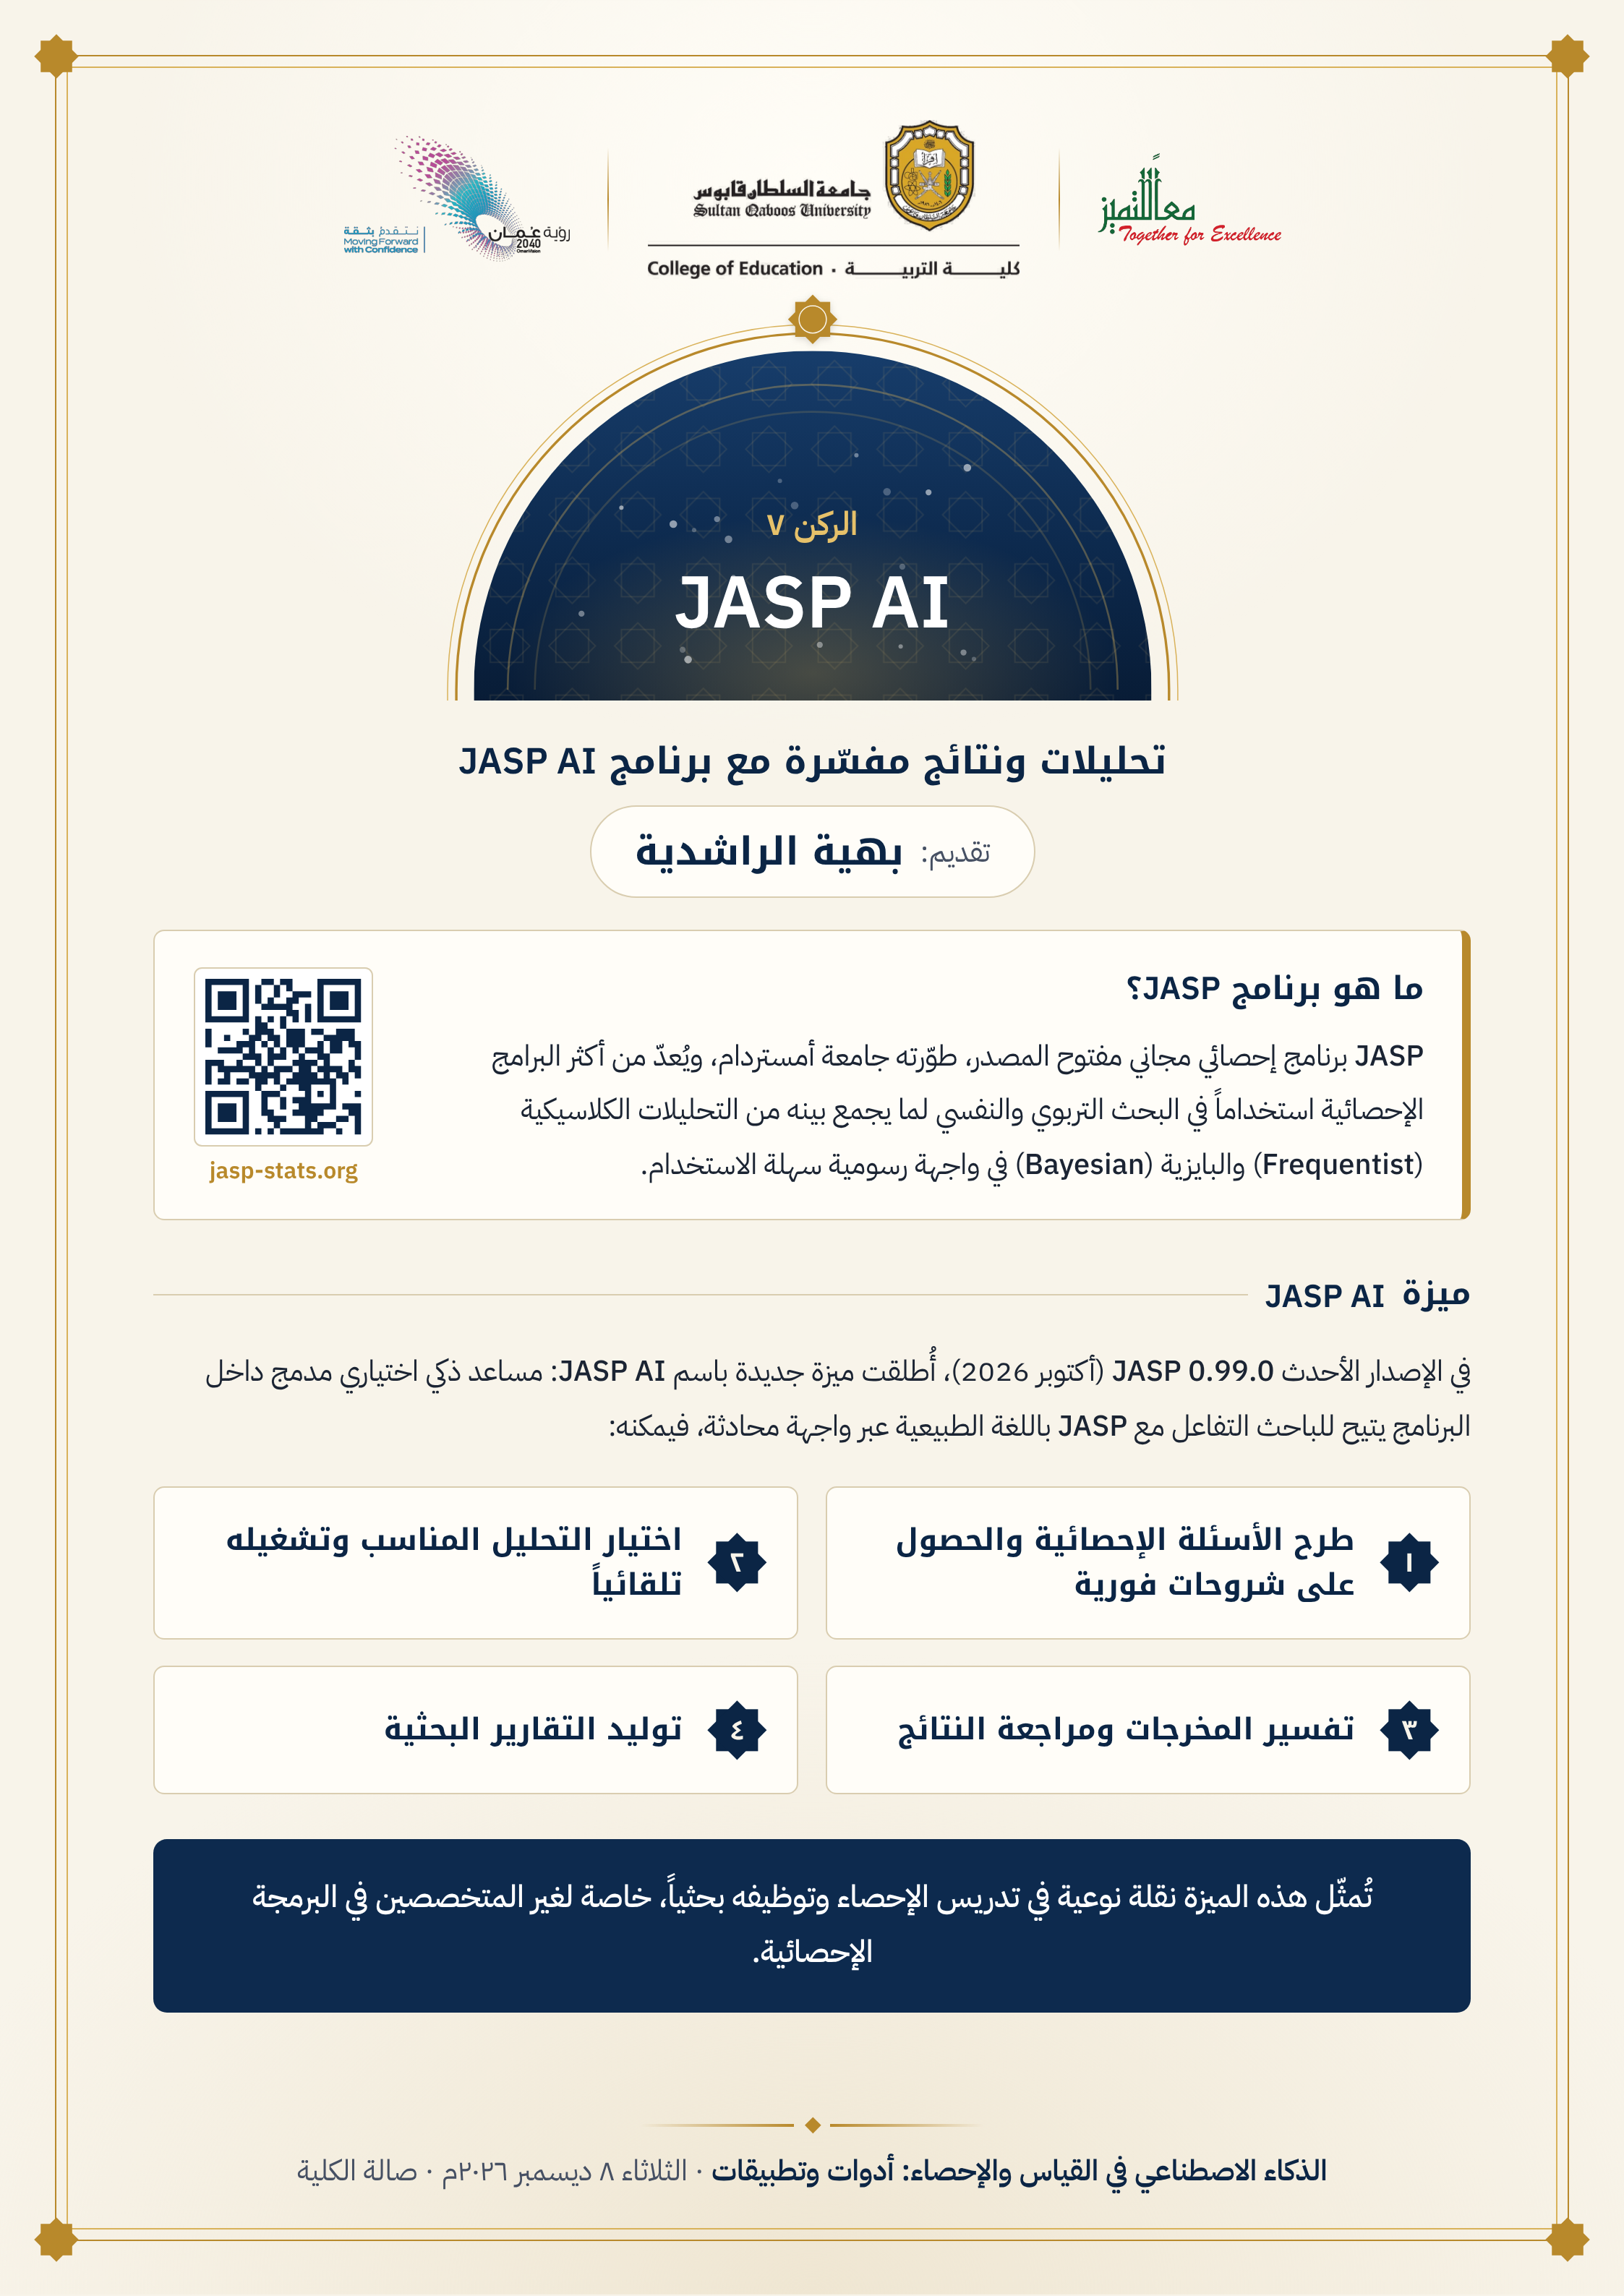 معاً للتميز
Together for Excellence
جامعة السلطان قابوس
Sultan Qaboos University
كليـــــة التربيـــــة · College of Education
رؤية عُمان
2040
Oman Vision
نتقدم بثقة
Moving Forward
with Confidence
الركن ٧
JASP AI
تحليلات ونتائج مفسّرة مع برنامج JASP AI
تقديم: بهية الراشدية
ما هو برنامج JASP؟
JASP برنامج إحصائي مجاني مفتوح المصدر، طوّرته جامعة أمستردام، ويُعدّ من أكثر البرامج
الإحصائية استخداماً في البحث التربوي والنفسي لما يجمع بينه من التحليلات الكلاسيكية
(Frequentist) والبايزية (Bayesian) في واجهة رسومية سهلة الاستخدام.
jasp-stats.org
ميزة JASP AI
في الإصدار الأحدث JASP 0.99.0 (أكتوبر 2026)، أُطلقت ميزة جديدة باسم JASP AI: مساعد ذكي اختياري مدمج داخل
البرنامج يتيح للباحث التفاعل مع JASP باللغة الطبيعية عبر واجهة محادثة، فيمكنه:
١
طرح الأسئلة الإحصائية والحصول
على شروحات فورية
٢
اختيار التحليل المناسب وتشغيله
تلقائياً
٣
تفسير المخرجات ومراجعة النتائج
٤
توليد التقارير البحثية
تُمثّل هذه الميزة نقلة نوعية في تدريس الإحصاء وتوظيفه بحثياً، خاصة لغير المتخصصين في البرمجة
الإحصائية.
الذكاء الاصطناعي في القياس والإحصاء: أدوات وتطبيقات · الثلاثاء ٨ ديسمبر ٢٠٢٦م · صالة الكلية